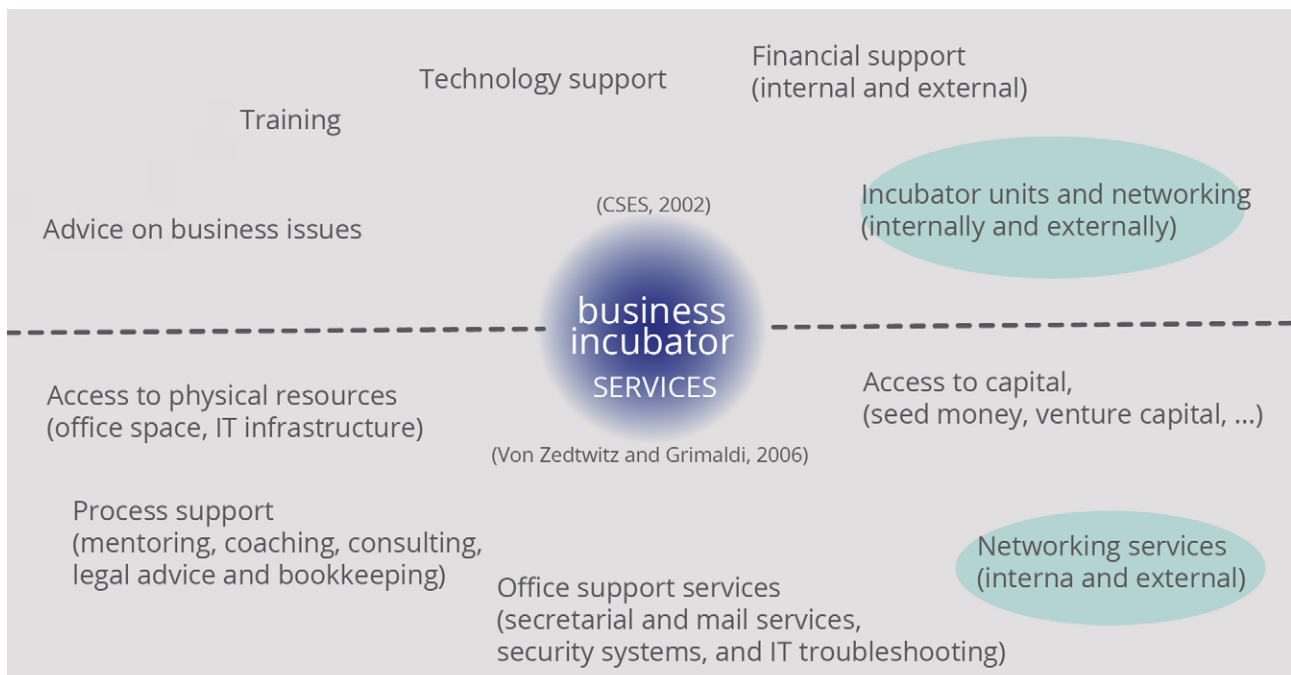 Financial support
(internal and external)
Technology support
Training
Incubator units and networking
(internally and externally)
(CSES, 2002)
Advice on business issues
business
incubator
SERVICES
Access to physical resources
(office space, IT infrastructure)
Access to capital,
(seed money, venture capital, ...)
(Von Zedtwitz and Grimaldi, 2006)
Process support
(mentoring, coaching, consulting,
legal advice and bookkeeping)
Networking services
(interna and external)
Office support services
(secretarial and mail services,
security systems, and IT troubleshooting)